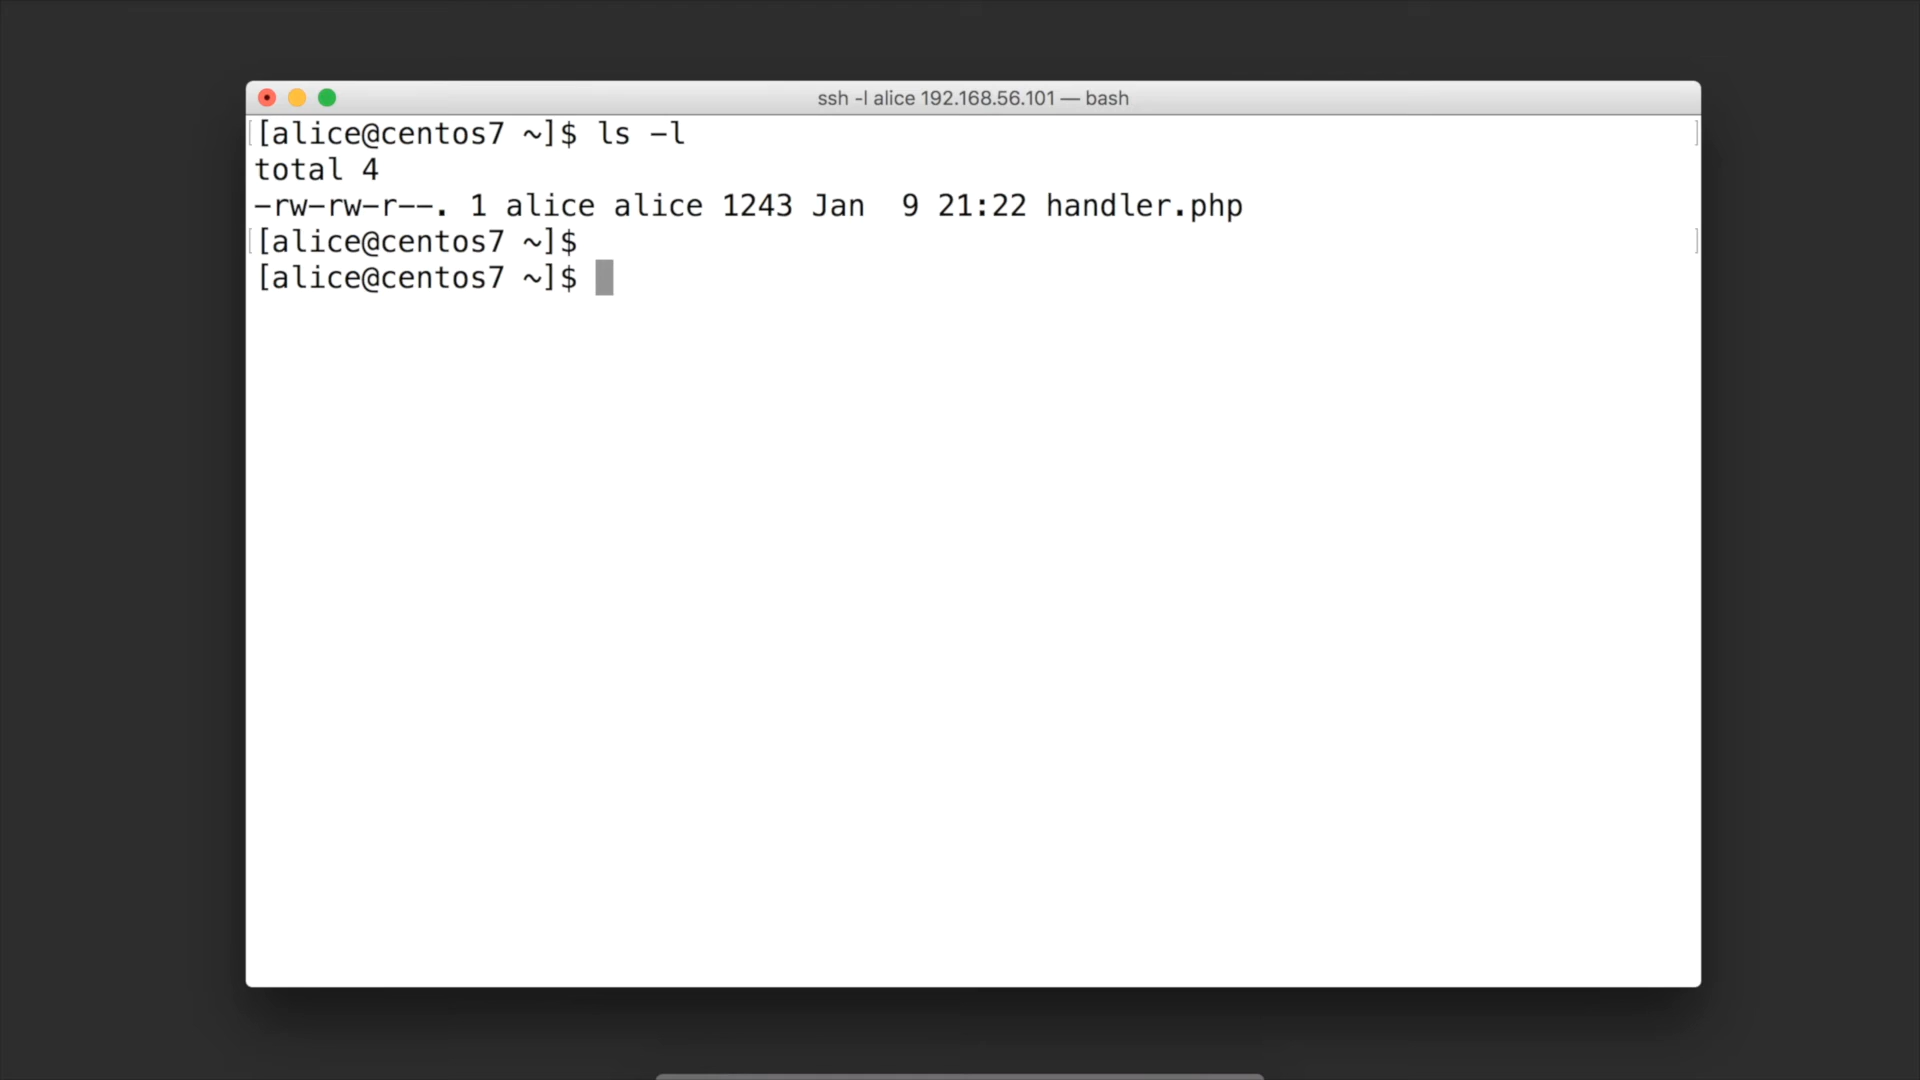 ssh -l alice 192.168.56.101 — bash
[alice@centos7 ~]$ ls -l
total 4
-rw-rw-r--. 1 alice alice 1243 Jan  9 21:22 handler.php
[alice@centos7 ~]$
[alice@centos7 ~]$